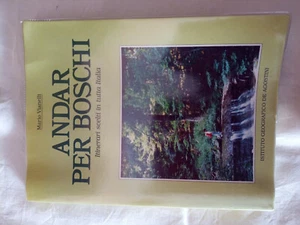 Mario Vianelli
ANDAR
PER BOSCHI
Itinerari scelti in tutta Italia
ISTITUTO GEOGRAFICO DE AGOSTINI